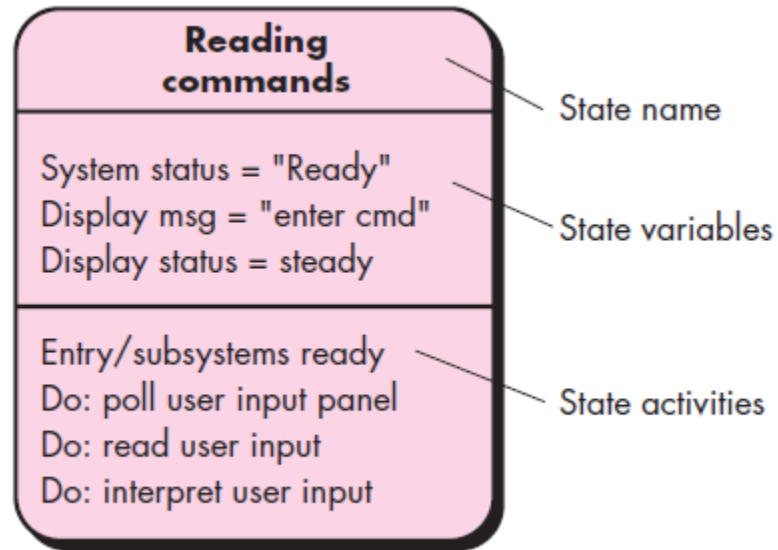 Reading
commands
State name
System status = "Ready"
Display msg = "enter cmd"
Display status = steady
State variables
Entry/subsystems ready
Do: poll user input panel
Do: read user input
Do: interpret user input
State activities